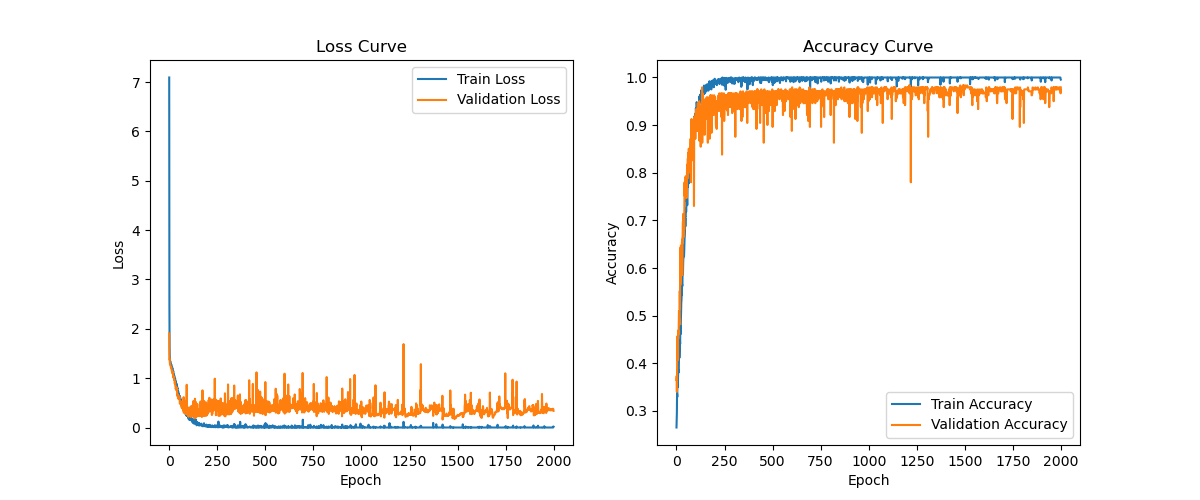 Loss Curve
Train Loss
Validation Loss
Loss
7
6
5
4
3
2
1
0
0 250 500 750 1000 1250 1500 1750 2000
Epoch
Accuracy Curve
Accuracy
1.0
0.9
0.8
0.7
0.6
0.5
0.4
0.3
Train Accuracy
Validation Accuracy
0 250 500 750 1000 1250 1500 1750 2000
Epoch